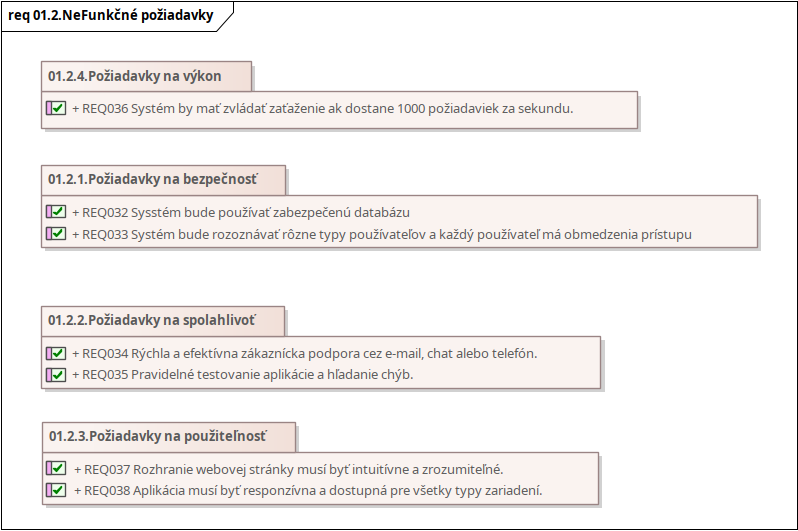 req 01.2.NeFunkčné požiadavky
01.2.4.Požiadavky na výkon
+ REQ036 Systém by mať zvládať zaťaženie ak dostane 1000 požiadaviek za sekundu.
01.2.1.Požiadavky na bezpečnosť
+ REQ032 Sysstém bude používať zabezpečenú databázu
+ REQ033 Systém bude rozoznávať rôzne typy používateľov a každý používateľ má obmedzenia prístupu
01.2.2.Požiadavky na spolahlivoť
+ REQ034 Rýchla a efektívna zákaznícka podpora cez e-mail, chat alebo telefón.
+ REQ035 Pravidelné testovanie aplikácie a hľadanie chýb.
01.2.3.Požiadavky na použiteľnosť
+ REQ037 Rozhranie webovej stránky musí byť intuitívne a zrozumiteľné.
+ REQ038 Aplikácia musí byť responzívna a dostupná pre všetky typy zariadení.